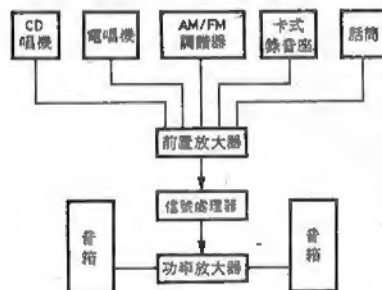 CD
唱機
電唱機
AM/FM
調諧器
卡式
錄音座
話筒
前置放大器
信號處理器
音箱
功率放大器
音箱